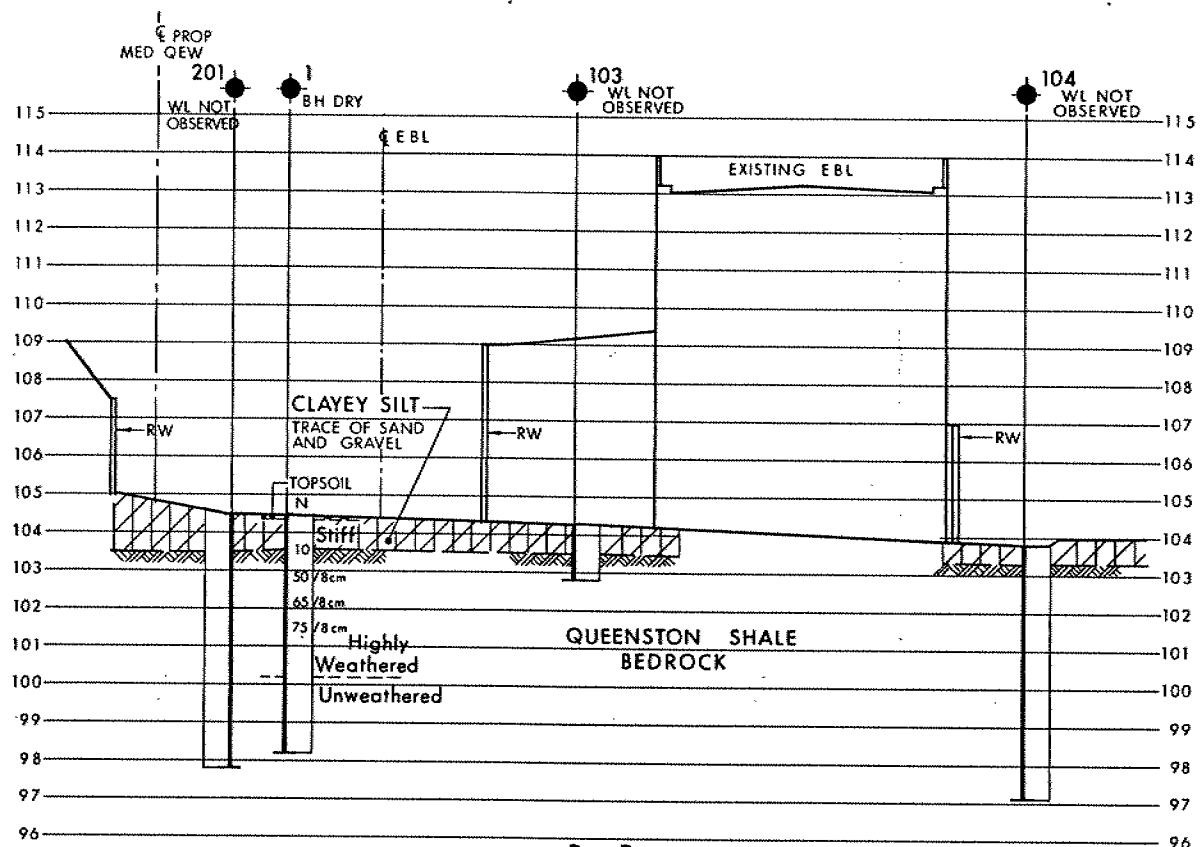 ℄ PROP
MED QEW
201
WL NOT
OBSERVED
1
BH DRY
℄ EBL
103
WL NOT
OBSERVED
104
WL NOT
OBSERVED
EXISTING EBL
115 115
114 114
113 113
112 112
111 111
110 110
109 109
108 108
107 107
106 106
105 105
104 104
103 103
102 102
101 101
100 100
99 99
98 98
97 97
96 96
CLAYEY SILT
TRACE OF SAND
AND GRAVEL
RW
RW
RW
TOPSOIL
N
Stiff
10
50/8cm
65/8cm
75/8cm
Highly
Weathered
Unweathered
QUEENSTON SHALE
BEDROCK